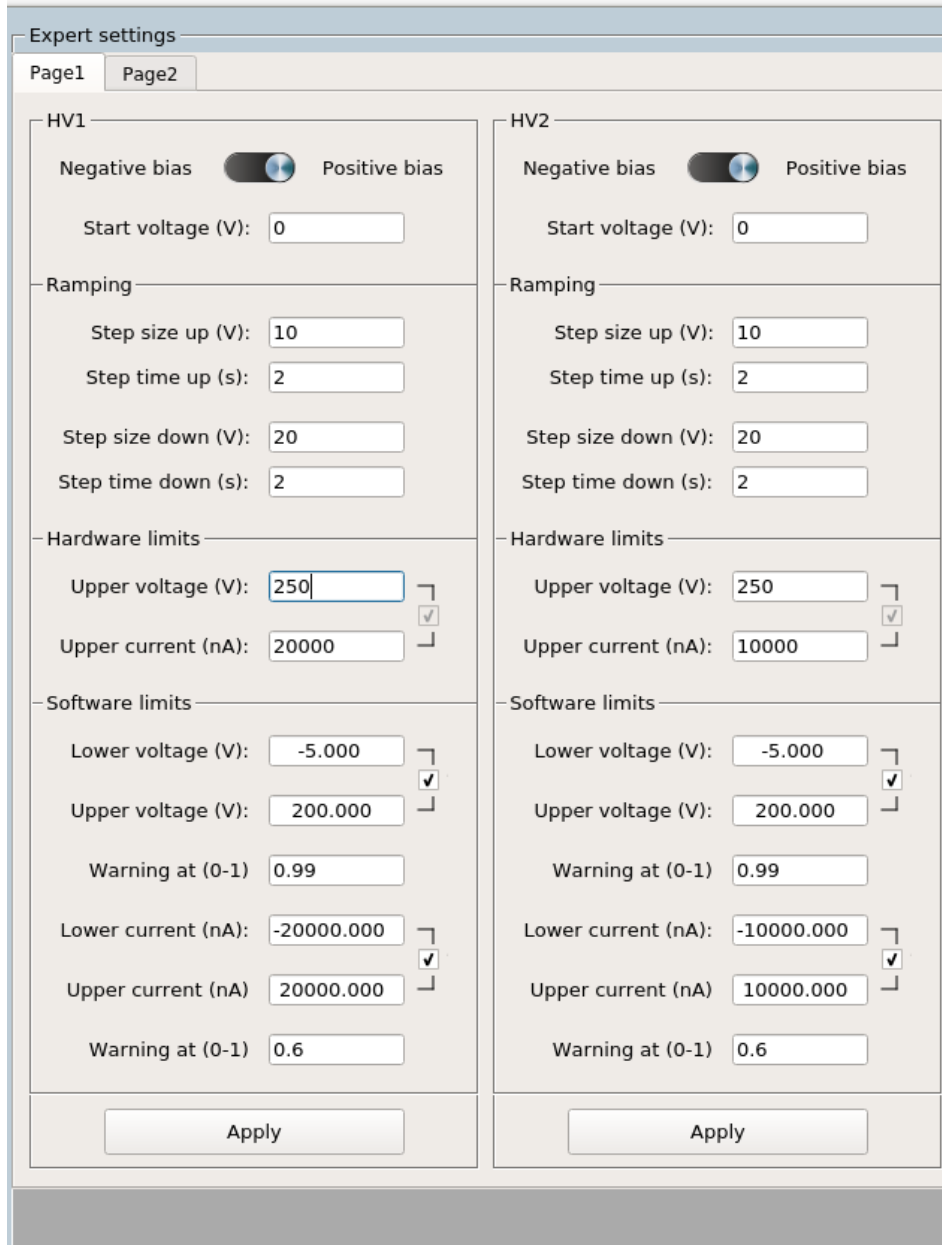 Expert settings
Page1 Page2
HV1
Negative bias Positive bias
Start voltage (V): 0
Ramping
Step size up (V): 10
Step time up (s): 2
Step size down (V): 20
Step time down (s): 2
Hardware limits
Upper voltage (V): 250
Upper current (nA): 20000
Software limits
Lower voltage (V): -5.000
Upper voltage (V): 200.000
Warning at (0-1) 0.99
Lower current (nA): -20000.000
Upper current (nA) 20000.000
Warning at (0-1) 0.6
Apply
HV2
Negative bias Positive bias
Start voltage (V): 0
Ramping
Step size up (V): 10
Step time up (s): 2
Step size down (V): 20
Step time down (s): 2
Hardware limits
Upper voltage (V): 250
Upper current (nA): 10000
Software limits
Lower voltage (V): -5.000
Upper voltage (V): 200.000
Warning at (0-1) 0.99
Lower current (nA): -10000.000
Upper current (nA) 10000.000
Warning at (0-1) 0.6
Apply